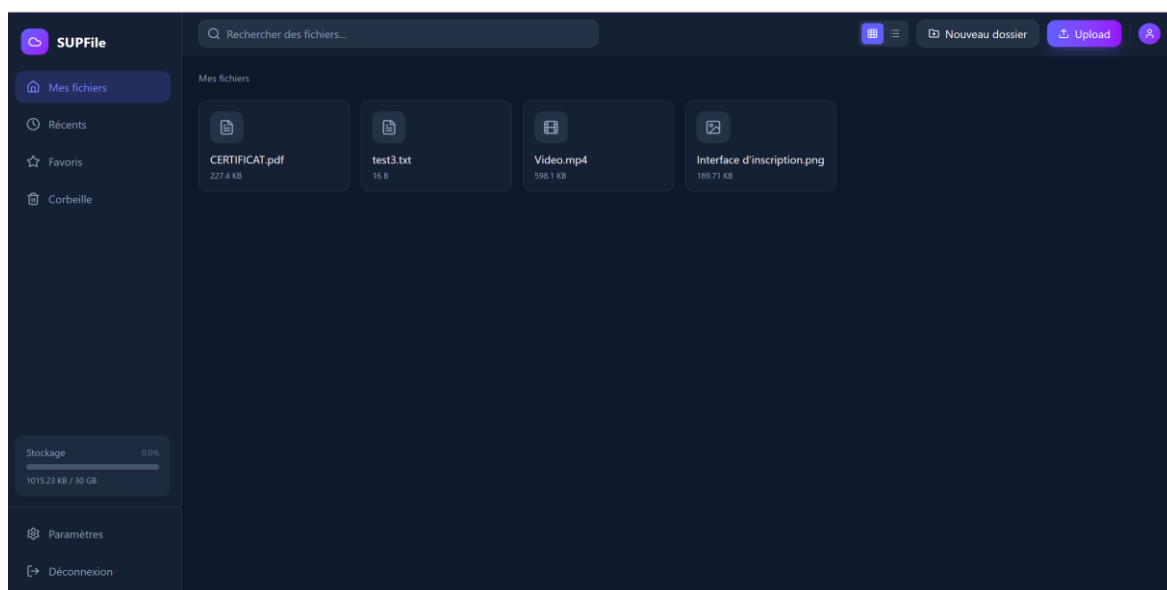 SUPFile
Rechercher des fichiers...
Nouveau dossier
Upload
Mes fichiers
Récents
Favoris
Corbeille
Mes fichiers
CERTIFICAT.pdf
227.4 KB
test3.txt
16 B
Video.mp4
598.1 KB
Interface d'inscription.png
189.71 KB
Stockage 0.0%
1015.23 KB / 30 GB
Paramètres
Déconnexion